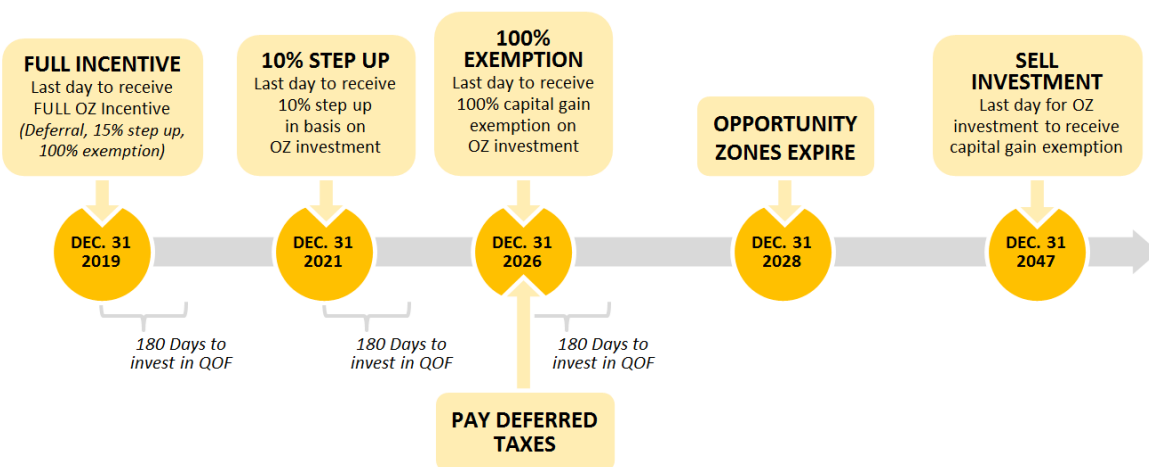 FULL INCENTIVE
Last day to receive
FULL OZ Incentive
(Deferral, 15% step up,
100% exemption)
10% STEP UP
Last day to receive
10% step up
in basis on
OZ investment
100%
EXEMPTION
Last day to receive
100% capital gain
exemption on
OZ investment
OPPORTUNITY
ZONES EXPIRE
SELL
INVESTMENT
Last day for OZ
investment to receive
capital gain exemption
DEC. 31
2019
DEC. 31
2021
DEC. 31
2026
DEC. 31
2028
DEC. 31
2047
180 Days to
invest in QOF
180 Days to
invest in QOF
180 Days to
invest in QOF
PAY DEFERRED
TAXES